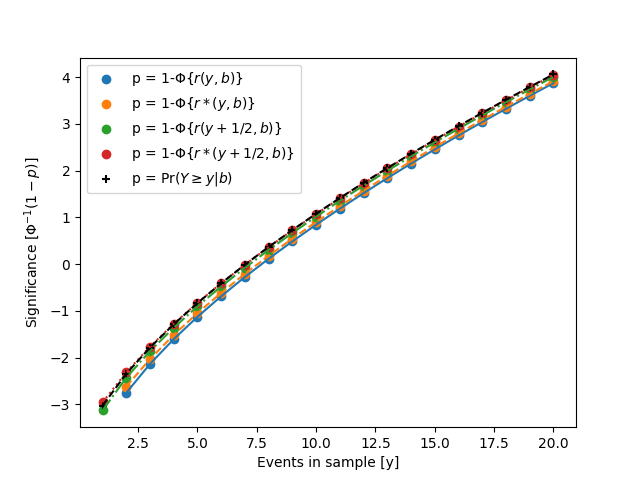 p = 1-Φ{r(y, b)}
p = 1-Φ{r * (y, b)}
p = 1-Φ{r(y + 1/2, b)}
p = 1-Φ{r * (y + 1/2, b)}
p = Pr(Y ≥ y|b)
Significance [Φ⁻¹(1 − p)]
4
3
2
1
0
−1
−2
−3
2.5 5.0 7.5 10.0 12.5 15.0 17.5 20.0
Events in sample [y]